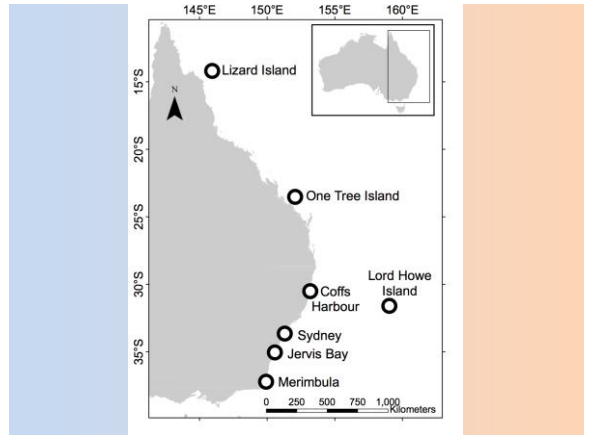 145°E 150°E 155°E 160°E
15°S
20°S
25°S
30°S
35°S
N
Lizard Island
One Tree Island
Coffs
Harbour
Lord Howe
Island
Sydney
Jervis Bay
Merimbula
0 250 500 750 1,000
Kilometers